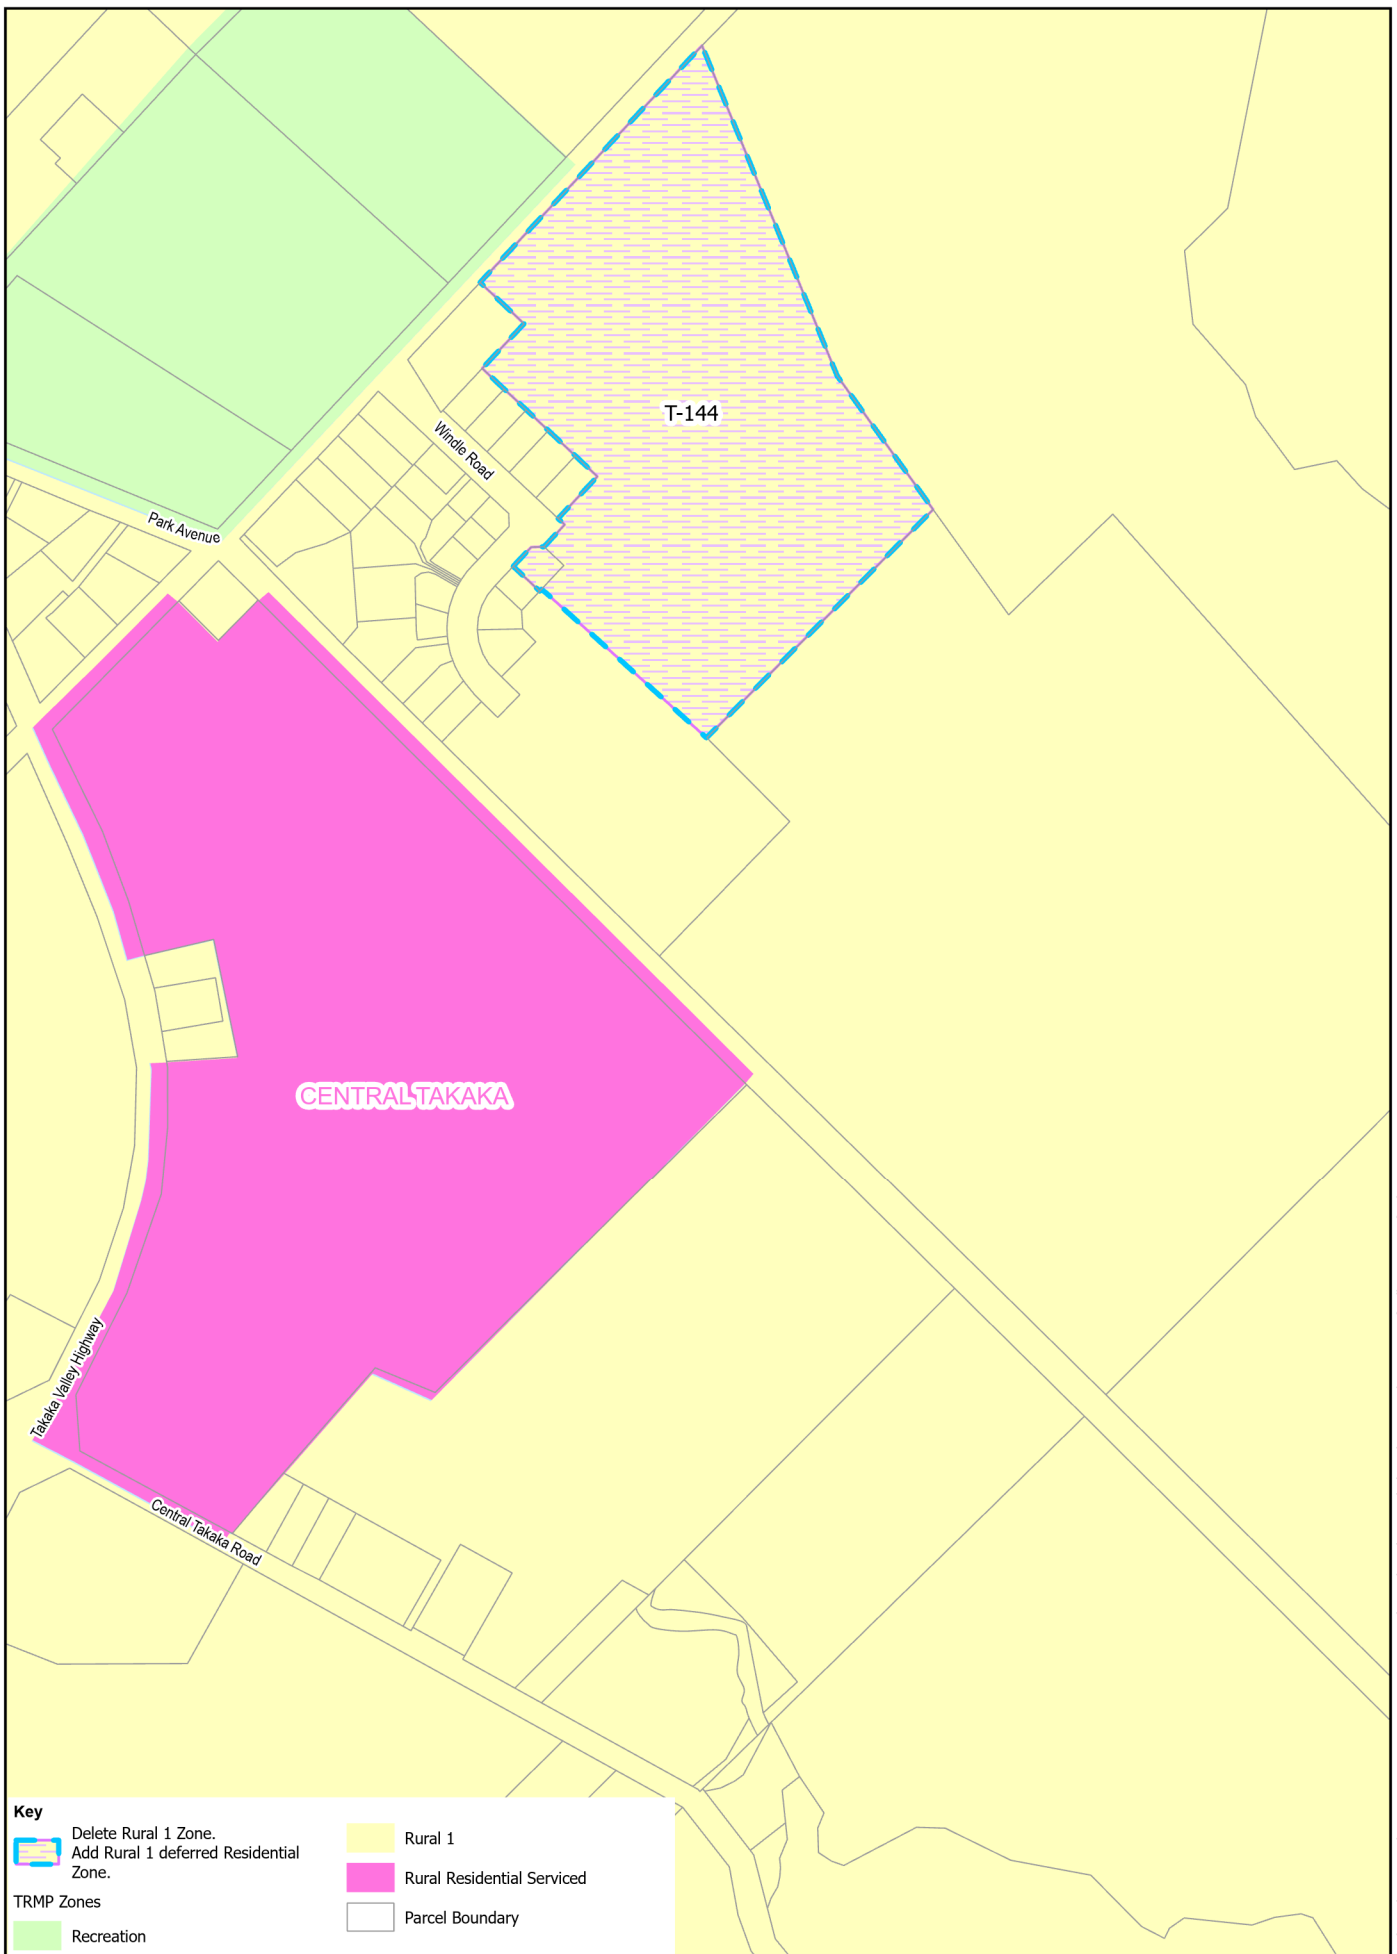 T-144
Windle Road
Park Avenue
CENTRAL TAKAKA
Takaka Valley Highway
Central Takaka Road
Key
Delete Rural 1 Zone.
Add Rural 1 deferred Residential
Zone.
TRMP Zones
Recreation
Rural 1
Rural Residential Serviced
Parcel Boundary